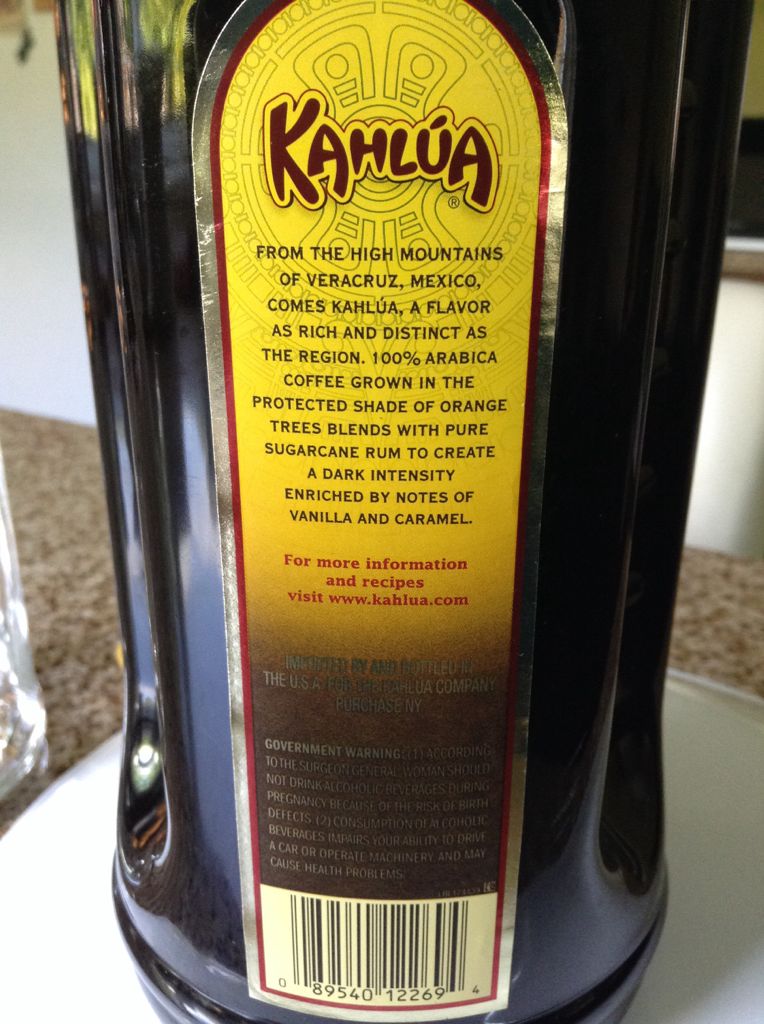 KAHLÚA®
FROM THE HIGH MOUNTAINS
OF VERACRUZ, MEXICO,
COMES KAHLÚA, A FLAVOR
AS RICH AND DISTINCT AS
THE REGION. 100% ARABICA
COFFEE GROWN IN THE
PROTECTED SHADE OF ORANGE
TREES BLENDS WITH PURE
SUGARCANE RUM TO CREATE
A DARK INTENSITY
ENRICHED BY NOTES OF
VANILLA AND CARAMEL.
For more information
and recipes
visit www.kahlua.com
IMPORTED BY AND BOTTLED IN
THE U.S.A. FOR THE KAHLÚA COMPANY
PURCHASE NY
GOVERNMENT WARNING: (1) ACCORDING
TO THE SURGEON GENERAL, WOMAN SHOULD
NOT DRINK ALCOHOLIC BEVERAGES DURING
PREGNANCY BECAUSE OF THE RISK OF BIRTH
DEFECTS. (2) CONSUMPTION OF ALCOHOLIC
BEVERAGES IMPAIRS YOUR ABILITY TO DRIVE
A CAR OR OPERATE MACHINERY, AND MAY
CAUSE HEALTH PROBLEMS.
0 89540 12269 4